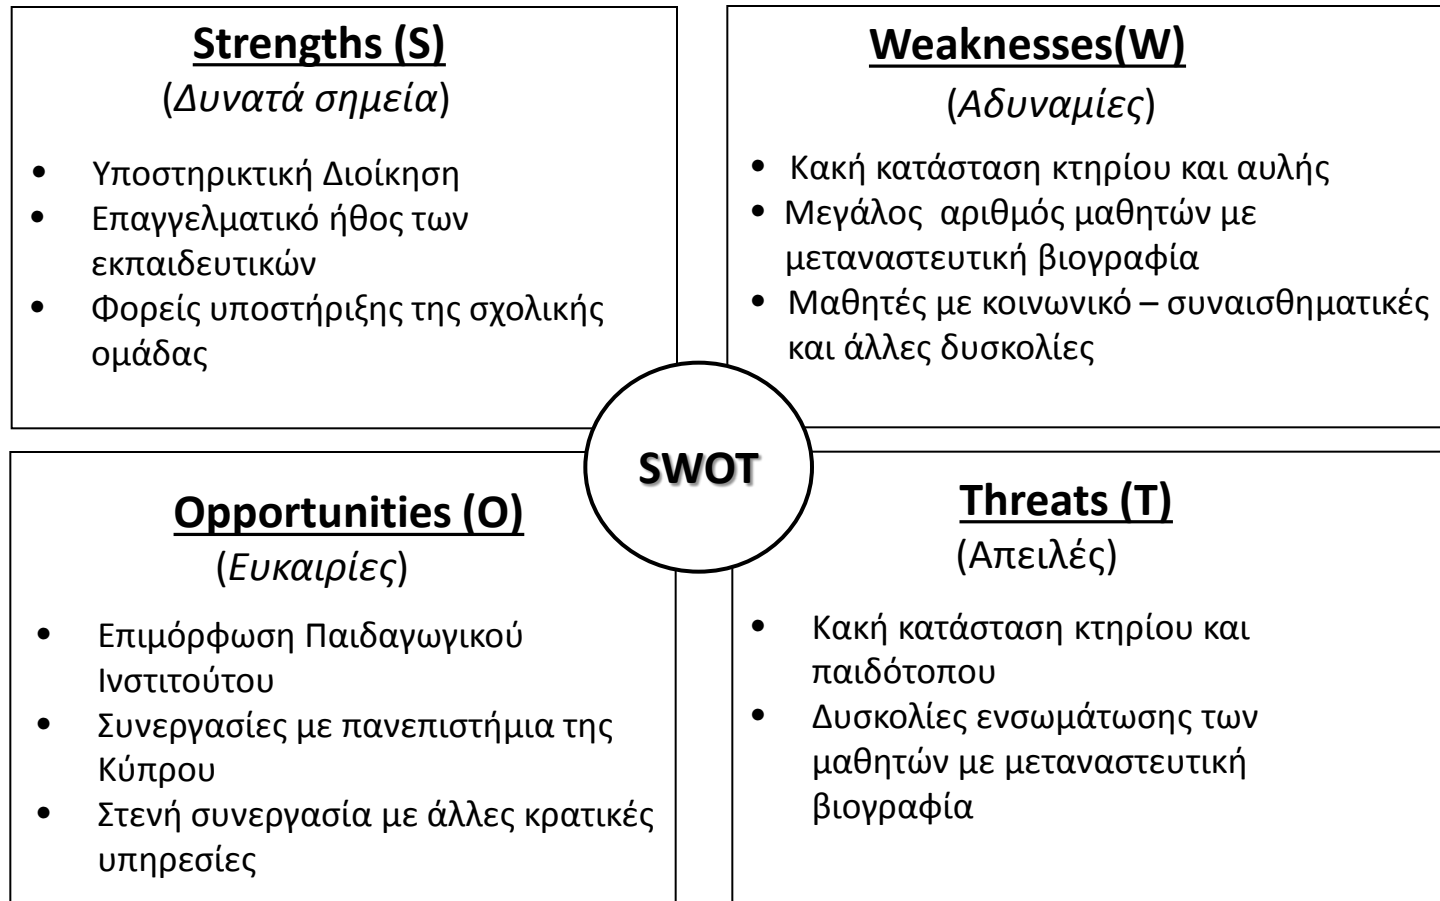 Strengths (S)
(Δυνατά σημεία)
• Υποστηρικτική Διοίκηση
• Επαγγελματικό ήθος των
εκπαιδευτικών
• Φορείς υποστήριξης της σχολικής
ομάδας
Weaknesses(W)
(Αδυναμίες)
• Κακή κατάσταση κτηρίου και αυλής
• Μεγάλος αριθμός μαθητών με
μεταναστευτική βιογραφία
• Μαθητές με κοινωνικό – συναισθηματικές
και άλλες δυσκολίες
SWOT
Opportunities (O)
(Ευκαιρίες)
• Επιμόρφωση Παιδαγωγικού
Ινστιτούτου
• Συνεργασίες με πανεπιστήμια της
Κύπρου
• Στενή συνεργασία με άλλες κρατικές
υπηρεσίες
Threats (T)
(Απειλές)
• Κακή κατάσταση κτηρίου και
παιδότοπου
• Δυσκολίες ενσωμάτωσης των
μαθητών με μεταναστευτική
βιογραφία